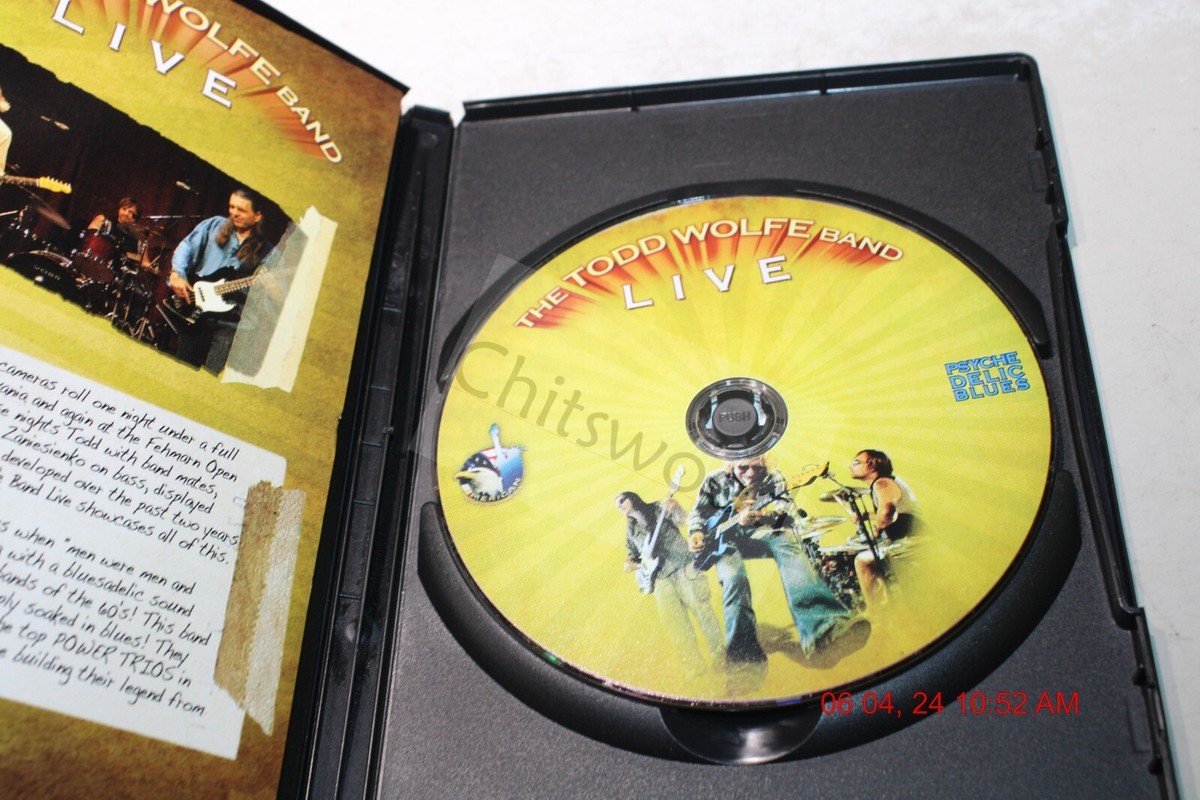 WOLFE BAND
LIVE
cameras roll one night under a full
vania and again at the Fehmarn Open
nights Todd with band mates,
Zaniesienko on bass, displayed
developed over the past two years
Band Live showcases all of this.
when "men were men and
with a bluesadelic sound
bands of the 60's! This band
soaked in blues! They
top POWER TRIOS in
building their legend from
THE TODD WOLFE BAND
LIVE
PSYCHE
DELIC
BLUES
PUSH
AMERICAN
Chitswo
06 04, 24 10:52 AM